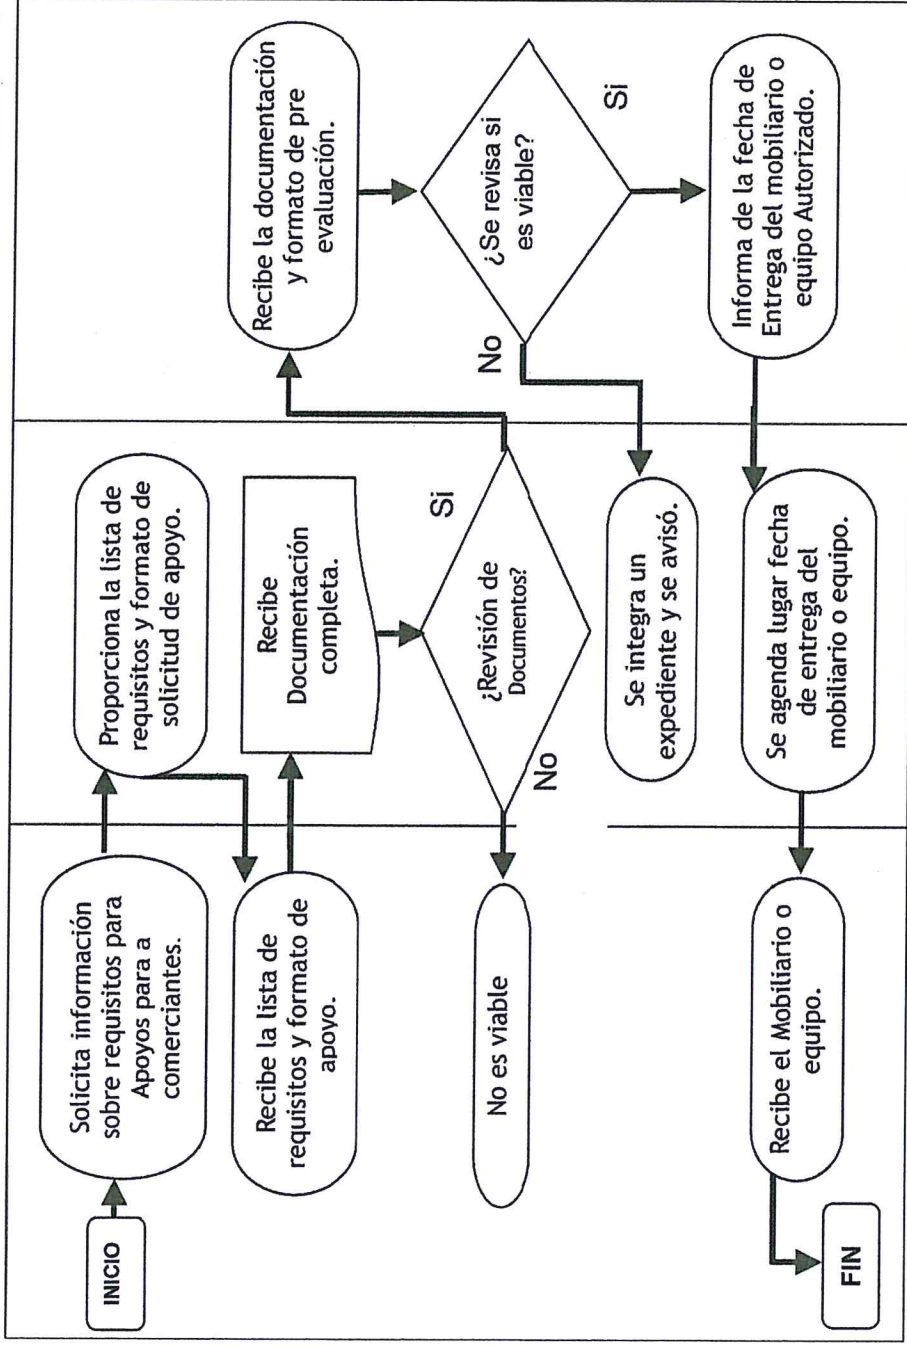 INICIO
Solicita información
sobre requisitos para
Apoyos para a
comerciantes.
Proporciona la lista de
requisitos y formato de
solicitud de apoyo.
Recibe la lista de
requisitos y formato de
apoyo.
Recibe
Documentación
completa.
¿Revisión de
Documentos?
Si
No
No es viable
Recibe la documentación
y formato de pre
evaluación.
¿Se revisa si
es viable?
No
Si
Se integra un
expediente y se avisó.
Informa de la fecha de
Entrega del mobiliario o
equipo Autorizado.
Se agenda lugar fecha
de entrega del
mobiliario o equipo.
Recibe el Mobiliario o
equipo.
FIN